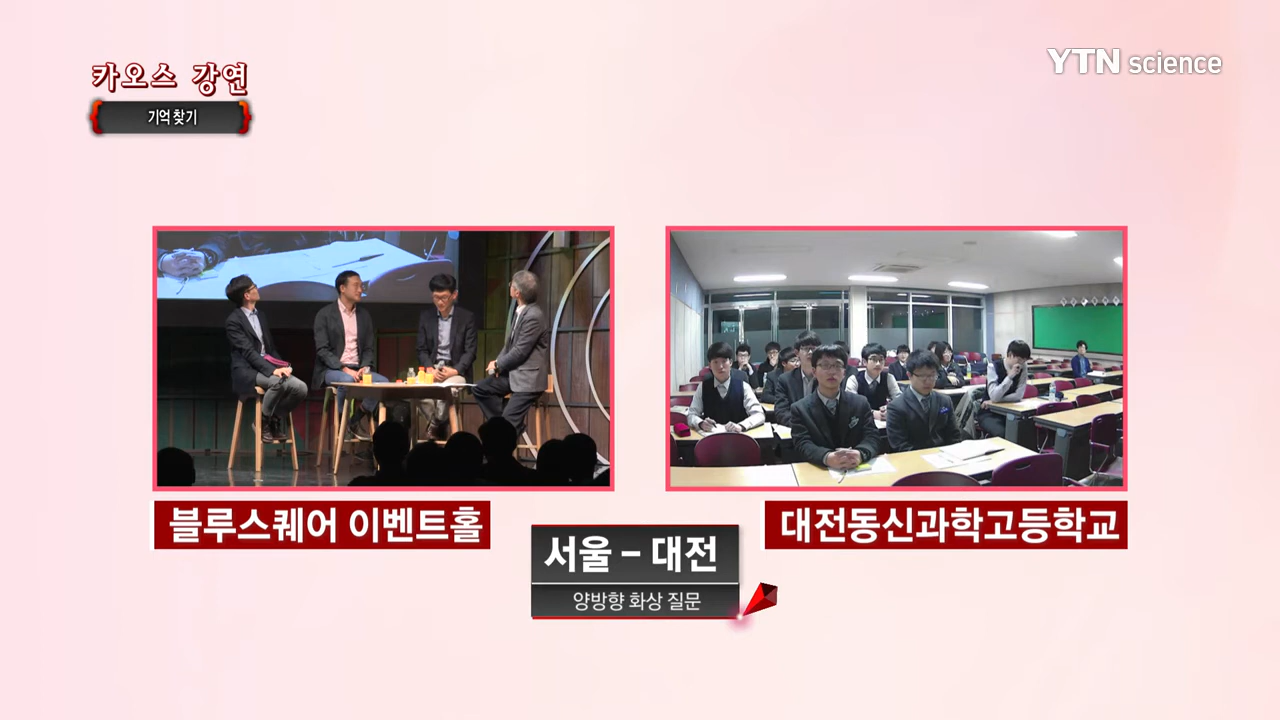 카오스 강연
기억 찾기
YTN science
블루스퀘어 이벤트홀
대전동신과학고등학교
서울 – 대전
양방향 화상 질문